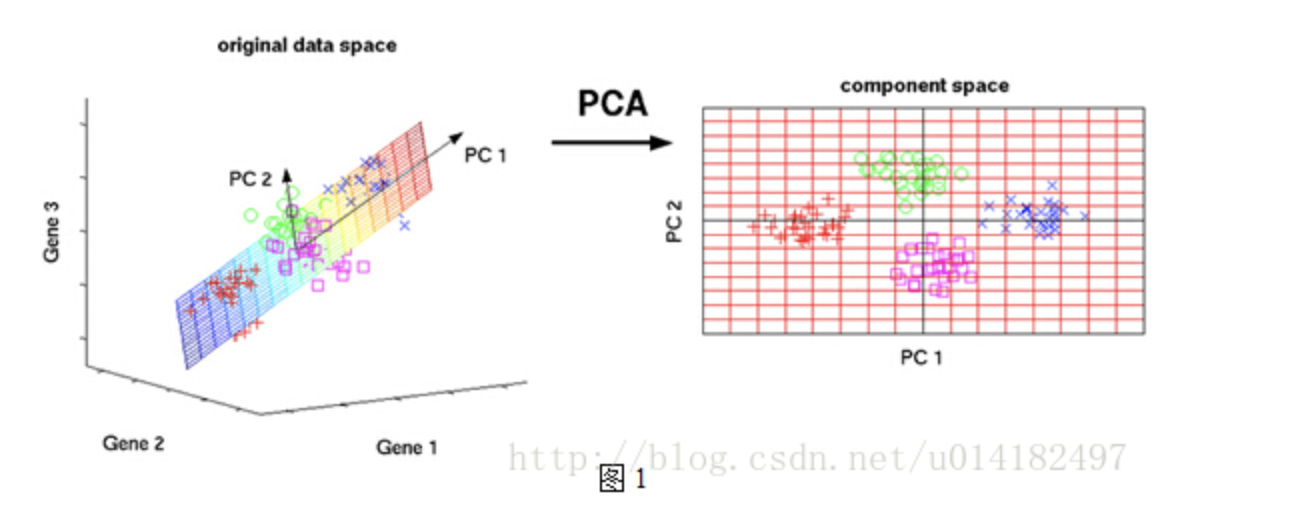 original data space
PCA
component space
PC 1
PC 2
Gene 3
PC 2
Gene 2
Gene 1
PC 1
http://blog.csdn.net/u014182497
图 1